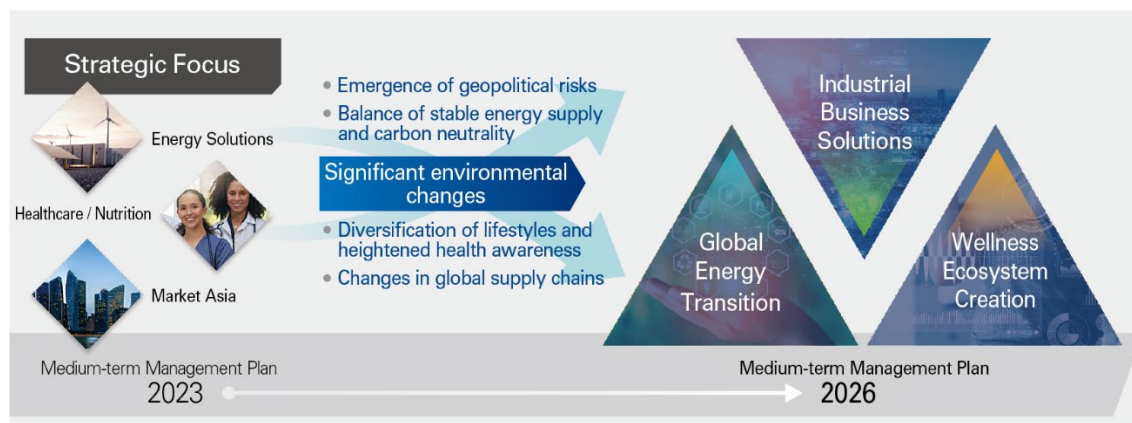 Strategic Focus
Energy Solutions
Healthcare / Nutrition
Market Asia
• Emergence of geopolitical risks
• Balance of stable energy supply
and carbon neutrality
Significant environmental
changes
• Diversification of lifestyles and
heightened health awareness
• Changes in global supply chains
Industrial
Business
Solutions
Global
Energy
Transition
Wellness
Ecosystem
Creation
Medium-term Management Plan
2023
Medium-term Management Plan
2026